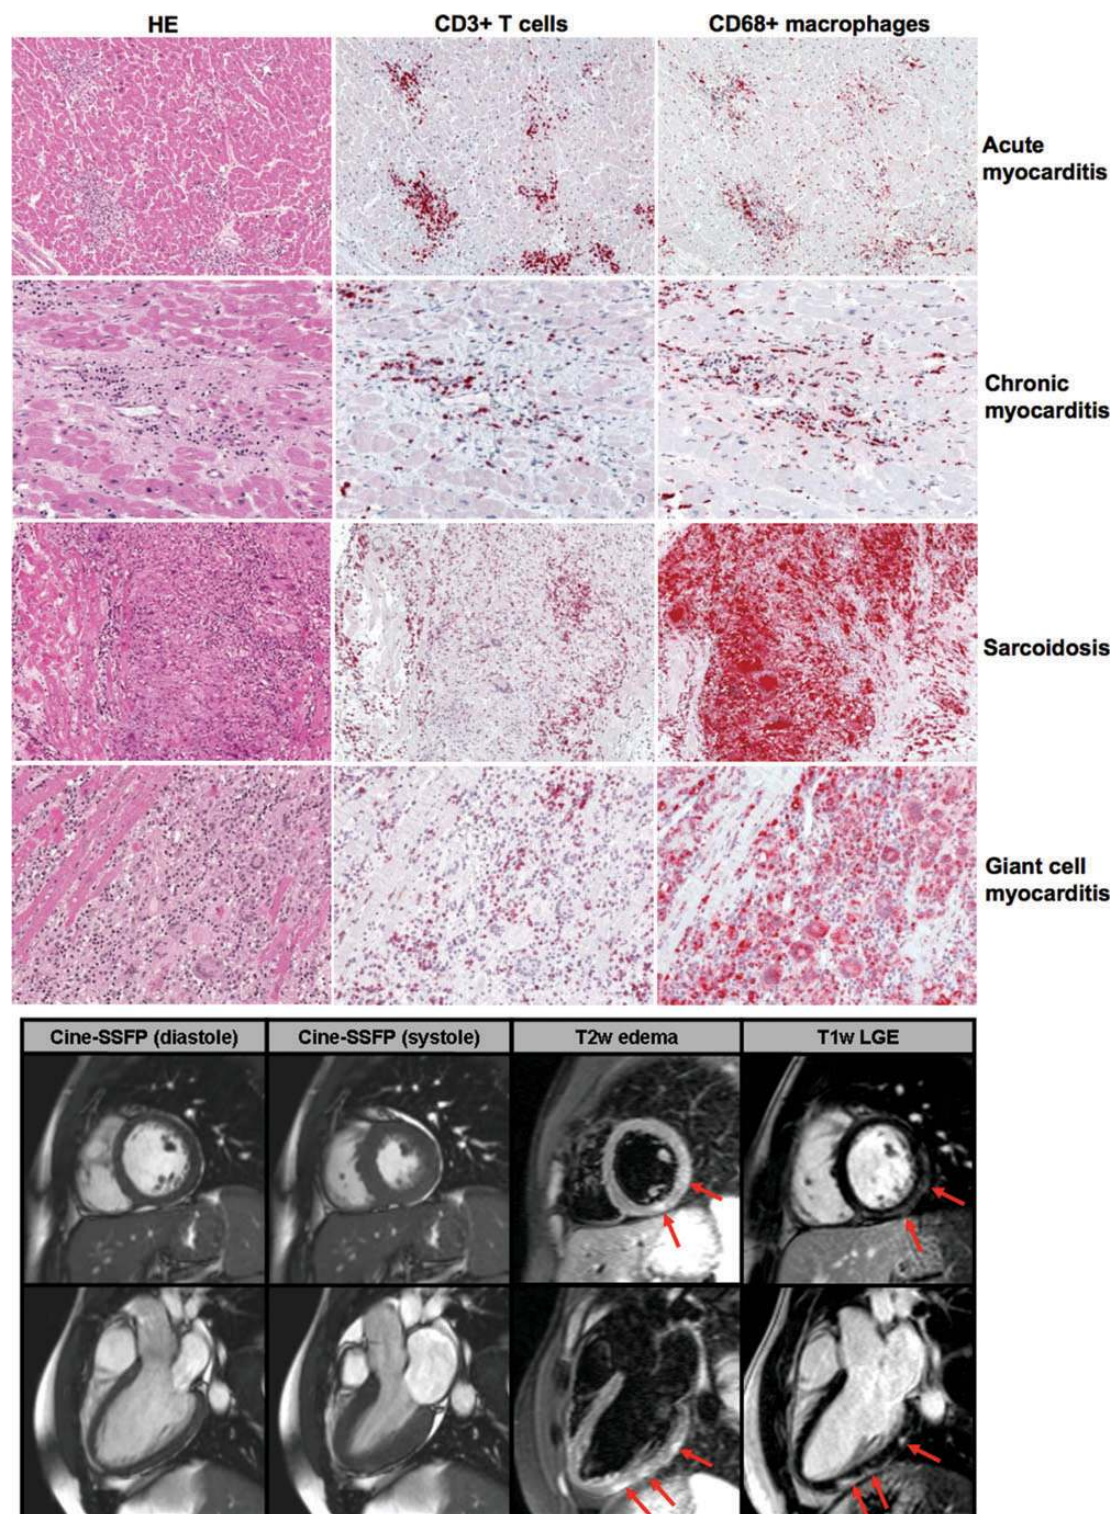 HE CD3+ T cells CD68+ macrophages
Acute
myocarditis
Chronic
myocarditis
Sarcoidosis
Giant cell
myocarditis
Cine-SSFP (diastole) Cine-SSFP (systole) T2w edema T1w LGE